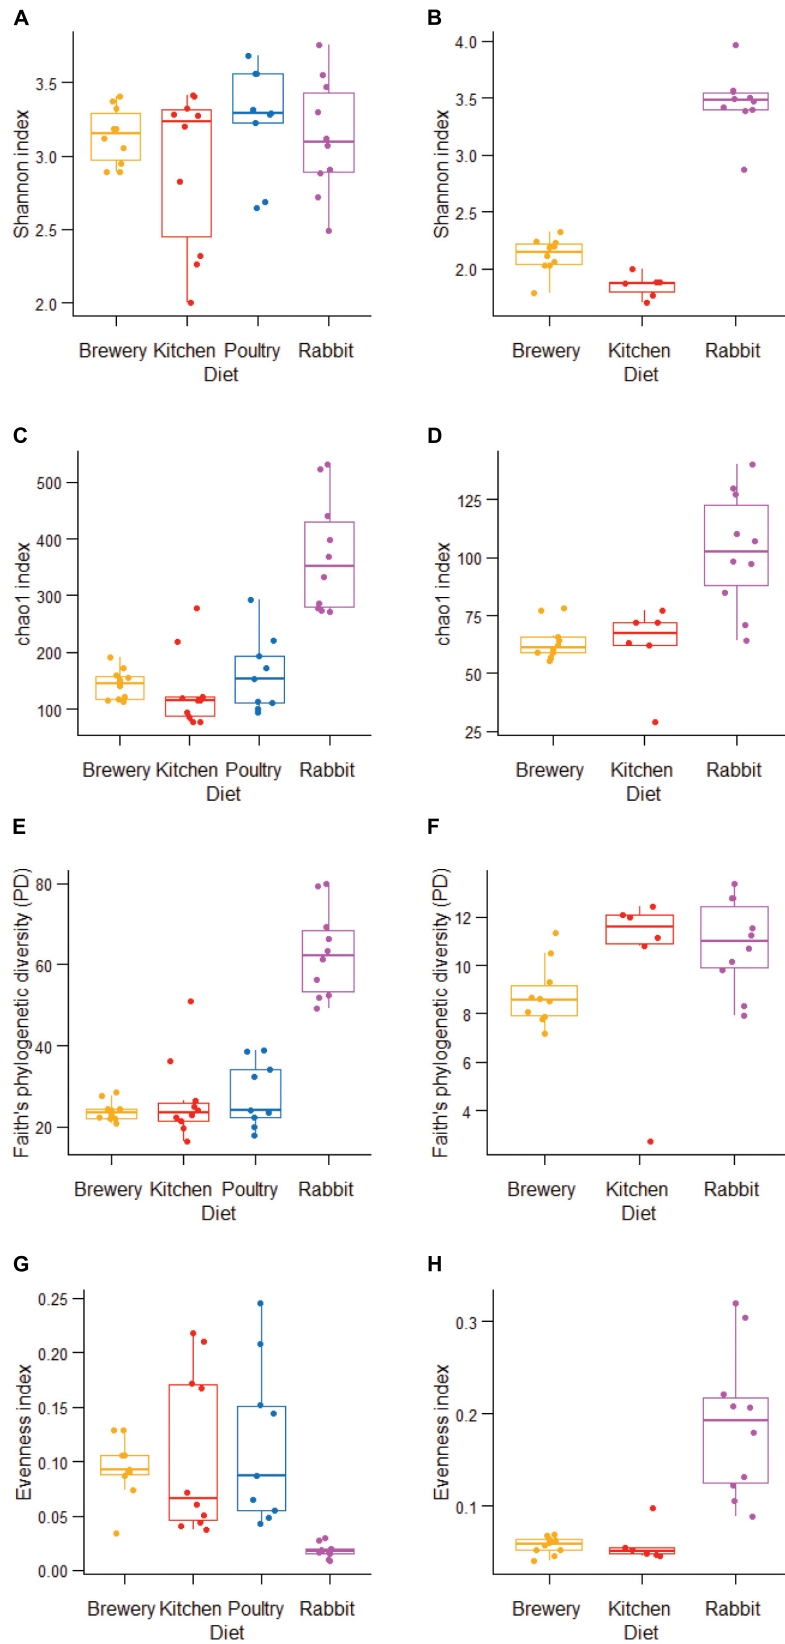 A
Shannon index
3.5
3.0
2.5
2.0
Brewery Kitchen Poultry Rabbit
Diet
B
Shannon index
4.0
3.5
3.0
2.5
2.0
Brewery Kitchen Rabbit
Diet
C
chao1 index
500
400
300
200
100
Brewery Kitchen Poultry Rabbit
Diet
D
chao1 index
125
100
75
50
25
Brewery Kitchen Rabbit
Diet
E
Faith's phylogenetic diversity (PD)
80
60
40
20
Brewery Kitchen Poultry Rabbit
Diet
F
Faith's phylogenetic diversity (PD)
12
10
8
6
4
Brewery Kitchen Rabbit
Diet
G
Evenness index
0.25
0.20
0.15
0.10
0.05
0.00
Brewery Kitchen Poultry Rabbit
Diet
H
Evenness index
0.3
0.2
0.1
Brewery Kitchen Rabbit
Diet